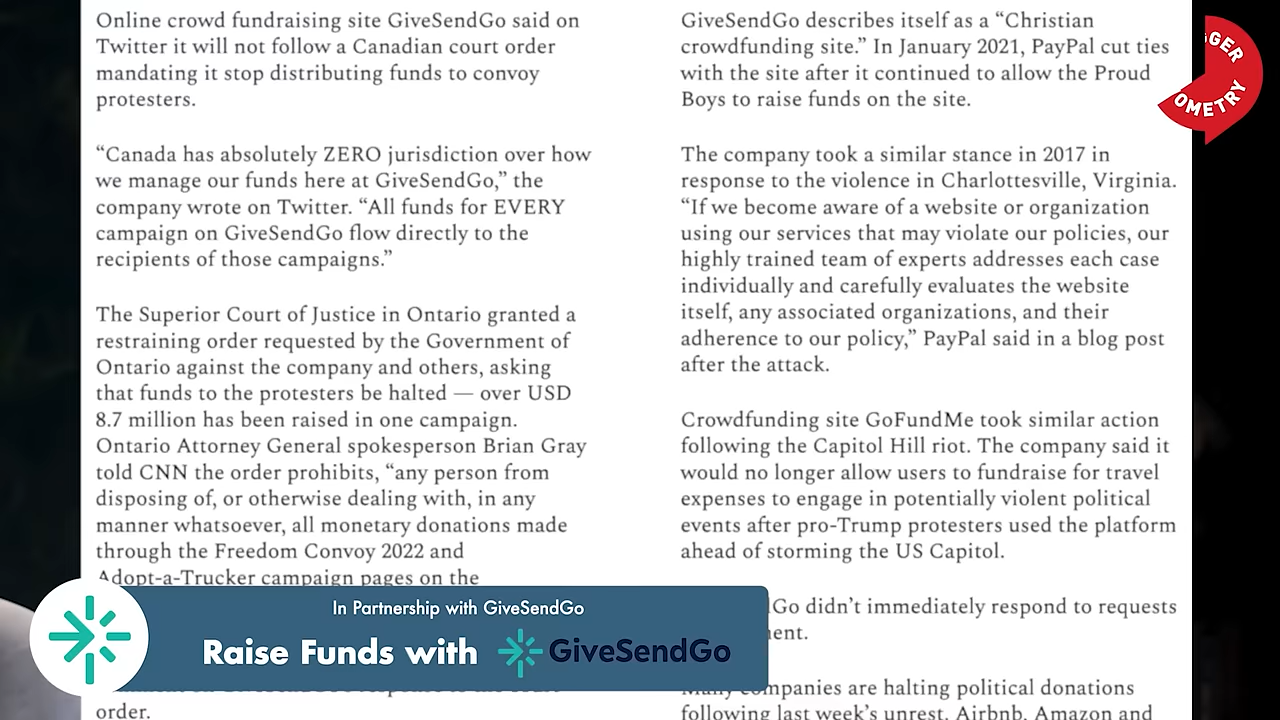 Online crowd fundraising site GiveSendGo said on
Twitter it will not follow a Canadian court order
mandating it stop distributing funds to convoy
protesters.
“Canada has absolutely ZERO jurisdiction over how
we manage our funds here at GiveSendGo,” the
company wrote on Twitter. “All funds for EVERY
campaign on GiveSendGo flow directly to the
recipients of those campaigns.”
The Superior Court of Justice in Ontario granted a
restraining order requested by the Government of
Ontario against the company and others, asking
that funds to the protesters be halted — over USD
8.7 million has been raised in one campaign.
Ontario Attorney General spokesperson Brian Gray
told CNN the order prohibits, “any person from
disposing of, or otherwise dealing with, in any
manner whatsoever, all monetary donations made
through the Freedom Convoy 2022 and
Adopt-a-Trucker campaign pages on the
order.
GiveSendGo describes itself as a “Christian
crowdfunding site.” In January 2021, PayPal cut ties
with the site after it continued to allow the Proud
Boys to raise funds on the site.
The company took a similar stance in 2017 in
response to the violence in Charlottesville, Virginia.
“If we become aware of a website or organization
using our services that may violate our policies, our
highly trained team of experts addresses each case
individually and carefully evaluates the website
itself, any associated organizations, and their
adherence to our policy,” PayPal said in a blog post
after the attack.
Crowdfunding site GoFundMe took similar action
following the Capitol Hill riot. The company said it
would no longer allow users to fundraise for travel
expenses to engage in potentially violent political
events after pro-Trump protesters used the platform
ahead of storming the US Capitol.
Go didn’t immediately respond to requests
Many companies are halting political donations
following last week’s unrest. Airbnb, Amazon and
In Partnership with GiveSendGo
Raise Funds with GiveSendGo
GGER
OMETRY